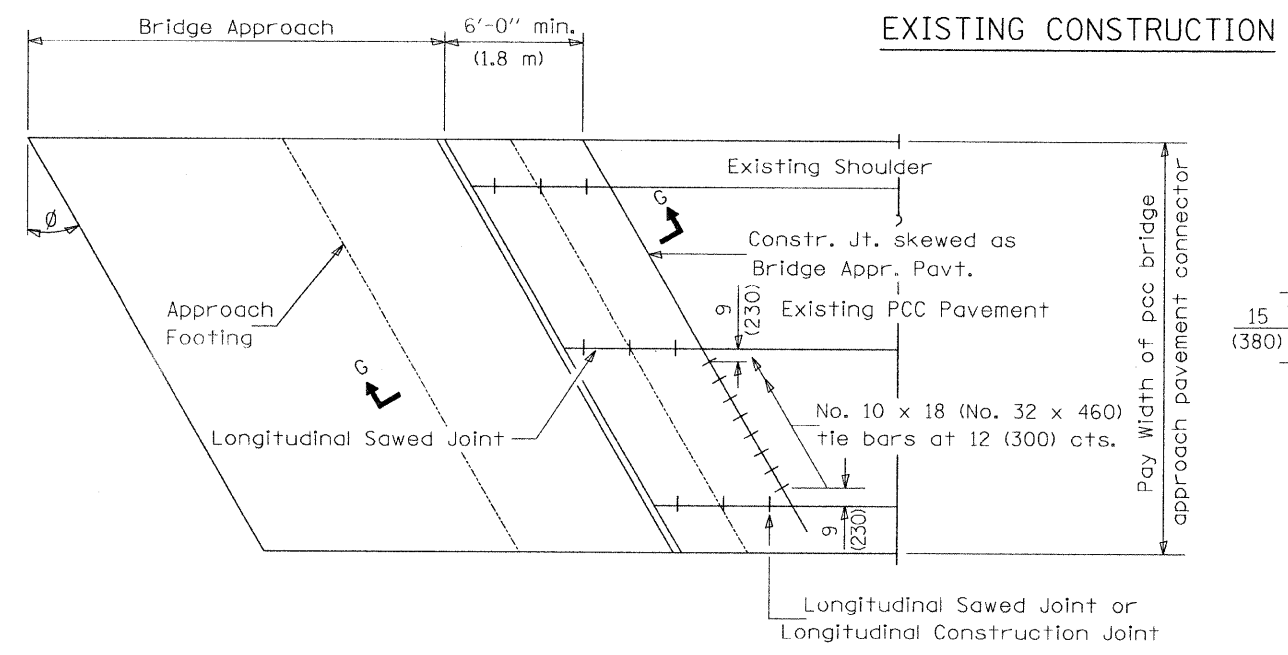 EXISTING CONSTRUCTION
Bridge Approach
6'-0" min.
(1.8 m)
Existing Shoulder
G
Ø
Constr. Jt. skewed as
Bridge Appr. Pavt.
9
(230)
Existing PCC Pavement
Approach
Footing
G
Longitudinal Sawed Joint
No. 10 x 18 (No. 32 x 460)
tie bars at 12 (300) cts.
9
(230)
Longitudinal Sawed Joint or
Longitudinal Construction Joint
Pay Width of pcc bridge
approach pavement connector
15
(380)